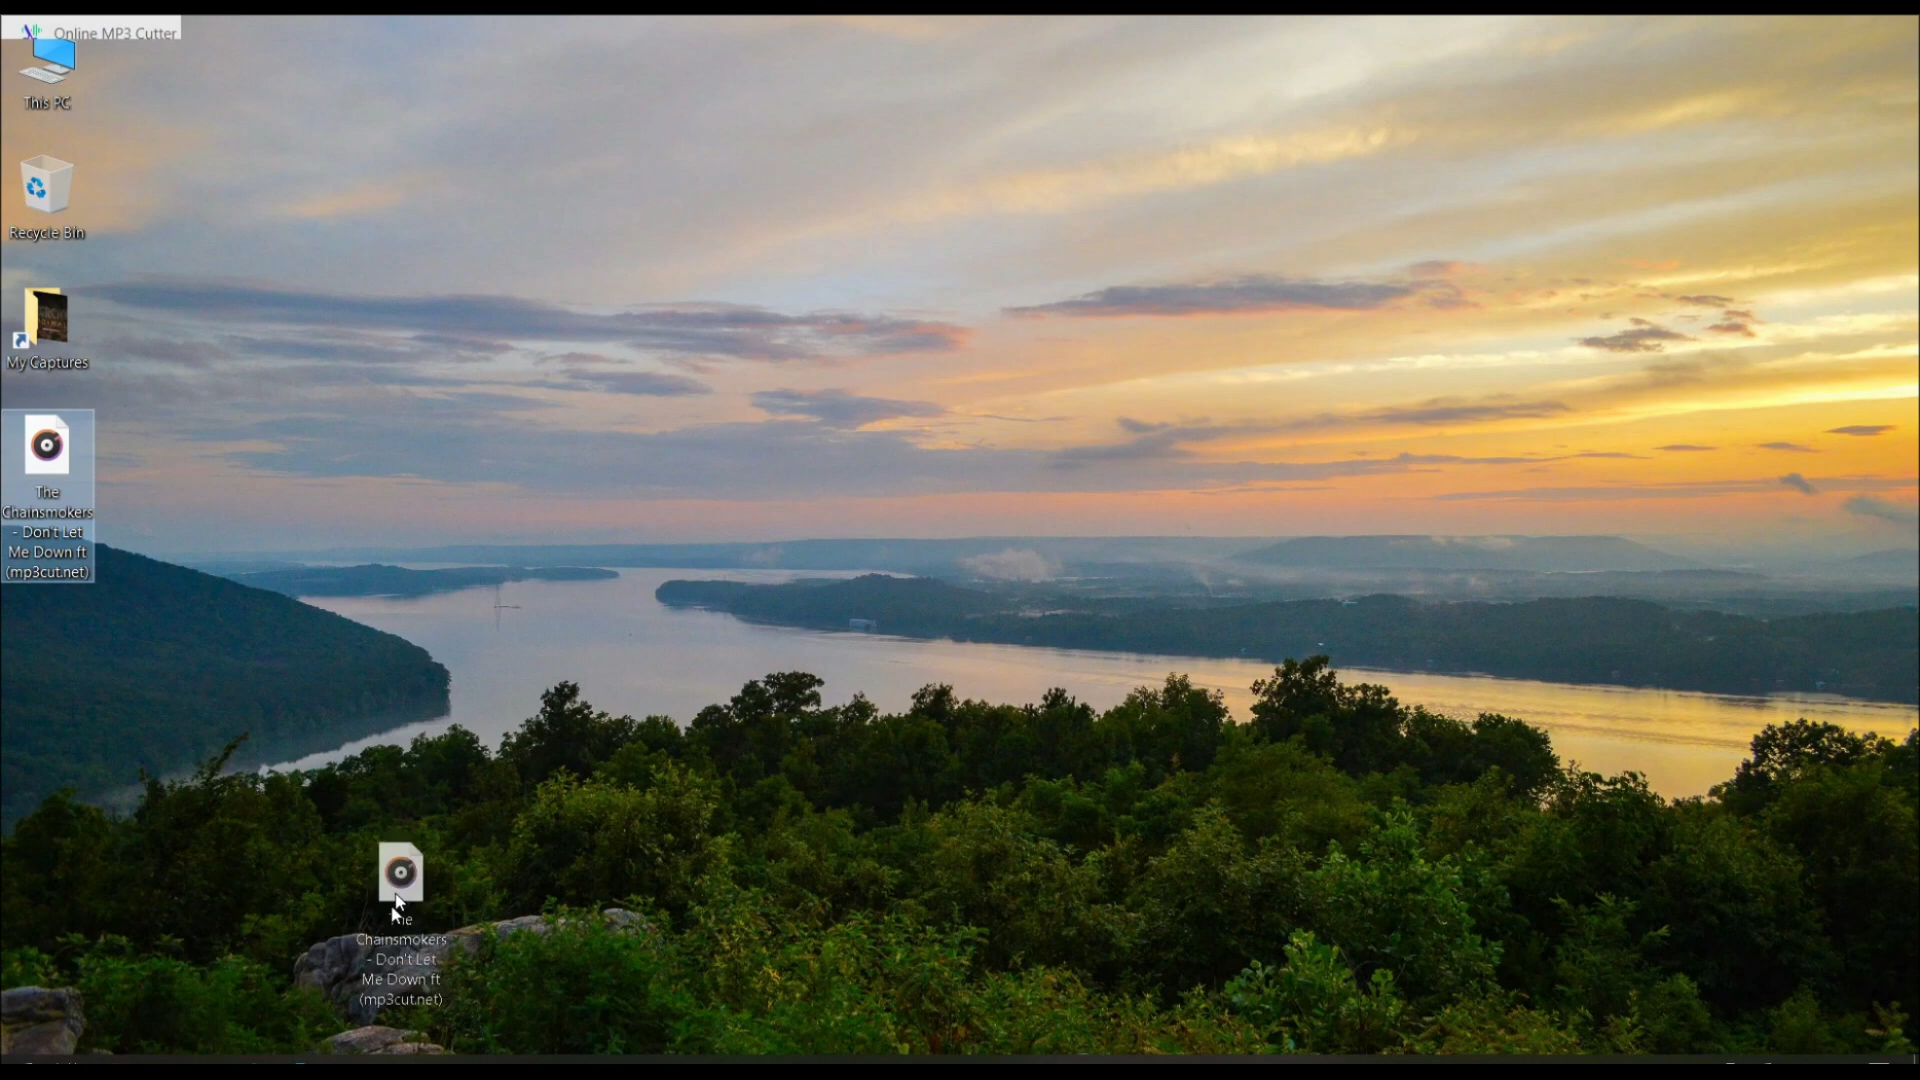 Online MP3 Cutter
This PC
Recycle Bin
My Captures
The
Chainsmokers
- Don't Let
Me Down ft
(mp3cut.net)
Chainsmokers
- Don't Let
Me Down ft
(mp3cut.net)